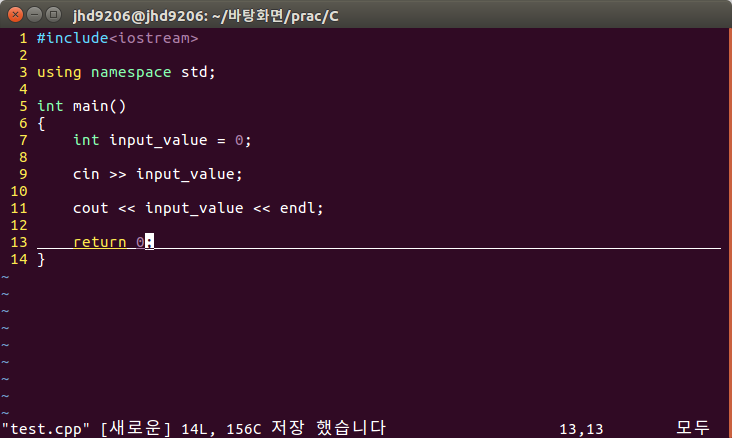 jhd9206@jhd9206: ~/바탕화면/prac/C
1 #include<iostream>
2
3 using namespace std;
4
5 int main()
6 {
7     int input_value = 0;
8
9     cin >> input_value;
10
11     cout << input_value << endl;
12
13     return 0;
14 }
~
~
~
~
~
~
~
~
~
"test.cpp" [새로운] 14L, 156C 저장 했습니다 13,13 모두